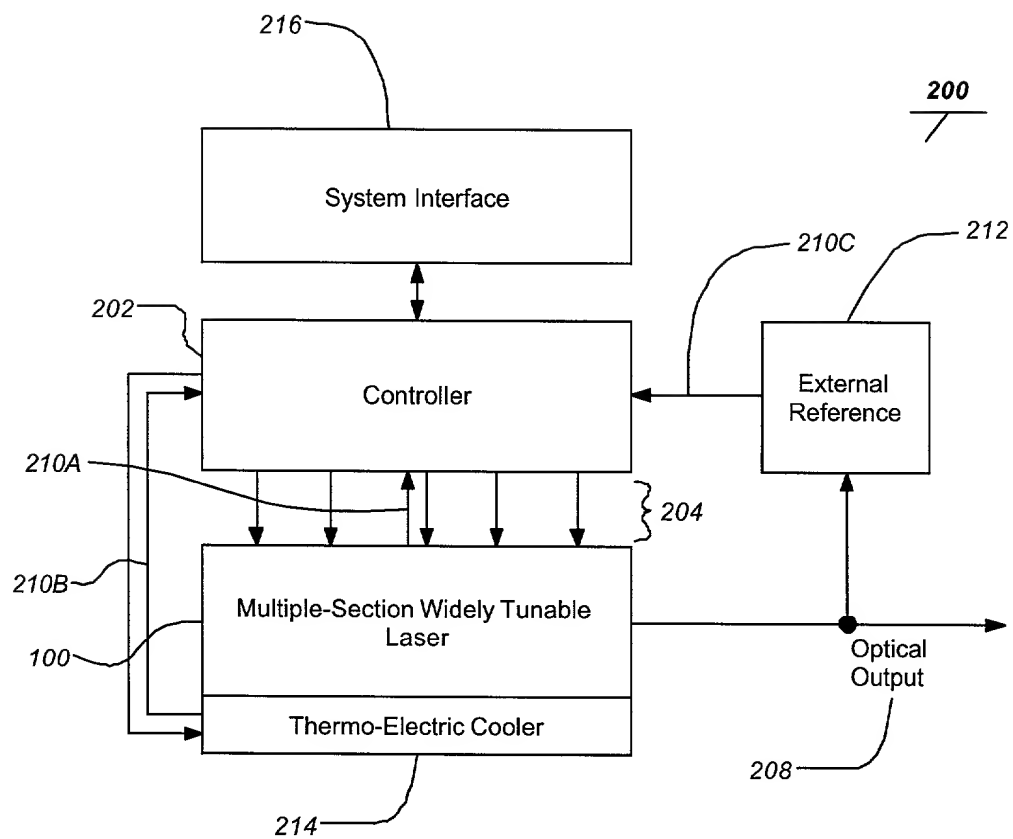 216
200
System Interface
210C
212
202
Controller
External
Reference
210A
204
210B
Multiple-Section Widely Tunable
Laser
100
Optical
Output
Thermo-Electric Cooler
208
214